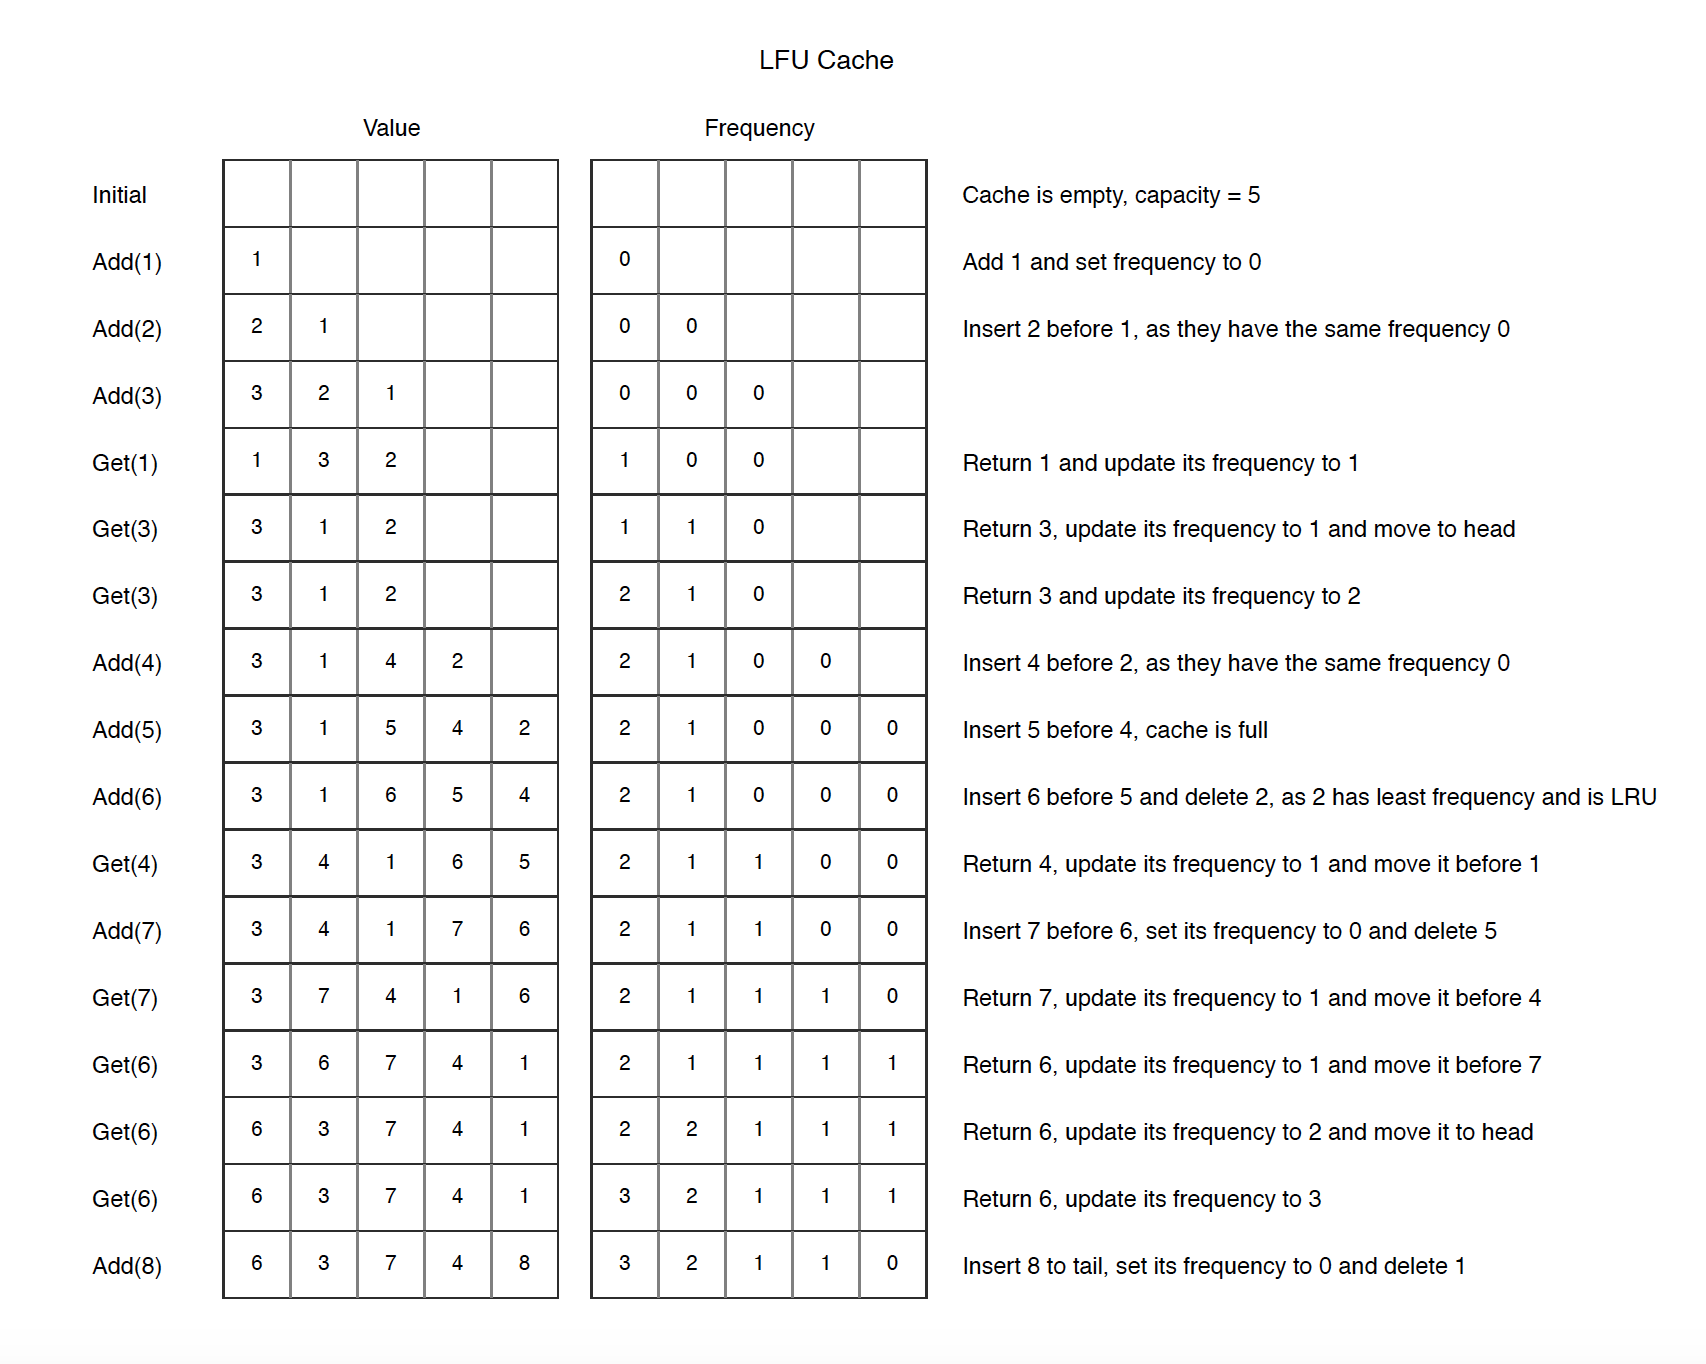 LFU Cache
Value Frequency
Initial Cache is empty, capacity = 5
Add(1) 1 0 Add 1 and set frequency to 0
Add(2) 2 1 0 0 Insert 2 before 1, as they have the same frequency 0
Add(3) 3 2 1 0 0 0
Get(1) 1 3 2 1 0 0 Return 1 and update its frequency to 1
Get(3) 3 1 2 1 1 0 Return 3, update its frequency to 1 and move to head
Get(3) 3 1 2 2 1 0 Return 3 and update its frequency to 2
Add(4) 3 1 4 2 2 1 0 0 Insert 4 before 2, as they have the same frequency 0
Add(5) 3 1 5 4 2 2 1 0 0 0 Insert 5 before 4, cache is full
Add(6) 3 1 6 5 4 2 1 0 0 0 Insert 6 before 5 and delete 2, as 2 has least frequency and is LRU
Get(4) 3 4 1 6 5 2 1 1 0 0 Return 4, update its frequency to 1 and move it before 1
Add(7) 3 4 1 7 6 2 1 1 0 0 Insert 7 before 6, set its frequency to 0 and delete 5
Get(7) 3 7 4 1 6 2 1 1 1 0 Return 7, update its frequency to 1 and move it before 4
Get(6) 3 6 7 4 1 2 1 1 1 1 Return 6, update its frequency to 1 and move it before 7
Get(6) 6 3 7 4 1 2 2 1 1 1 Return 6, update its frequency to 2 and move it to head
Get(6) 6 3 7 4 1 3 2 1 1 1 Return 6, update its frequency to 3
Add(8) 6 3 7 4 8 3 2 1 1 0 Insert 8 to tail, set its frequency to 0 and delete 1